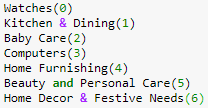 Watches(0)
Kitchen & Dining(1)
Baby Care(2)
Computers(3)
Home Furnishing(4)
Beauty and Personal Care(5)
Home Decor & Festive Needs(6)